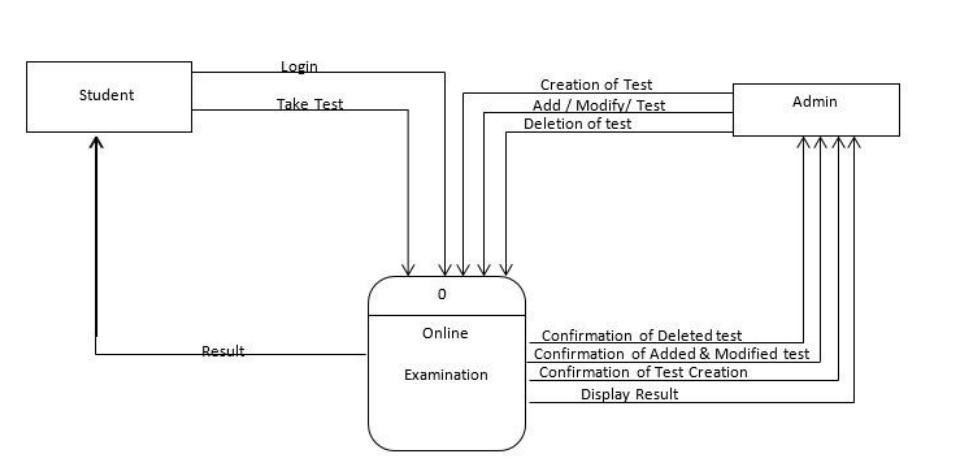 Student
Login
Take Test
Creation of Test
Add / Modify/ Test
Deletion of test
Admin
0
Online
Examination
Result
Confirmation of Deleted test
Confirmation of Added & Modified test
Confirmation of Test Creation
Display Result